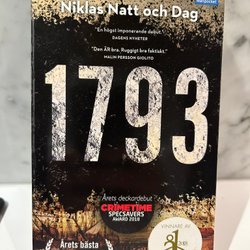 Månpocket
Niklas Natt och Dag
"En högst imponerande debut."
DAGENS NYHETER
"Den ÄR bra. Ruggigt bra faktiskt."
MALIN PERSSON GIOLITO
1793
Årets deckardebut
CRIMETIME
SPECSAVERS
AWARD 2018
VINNARE AV
Årets bästa